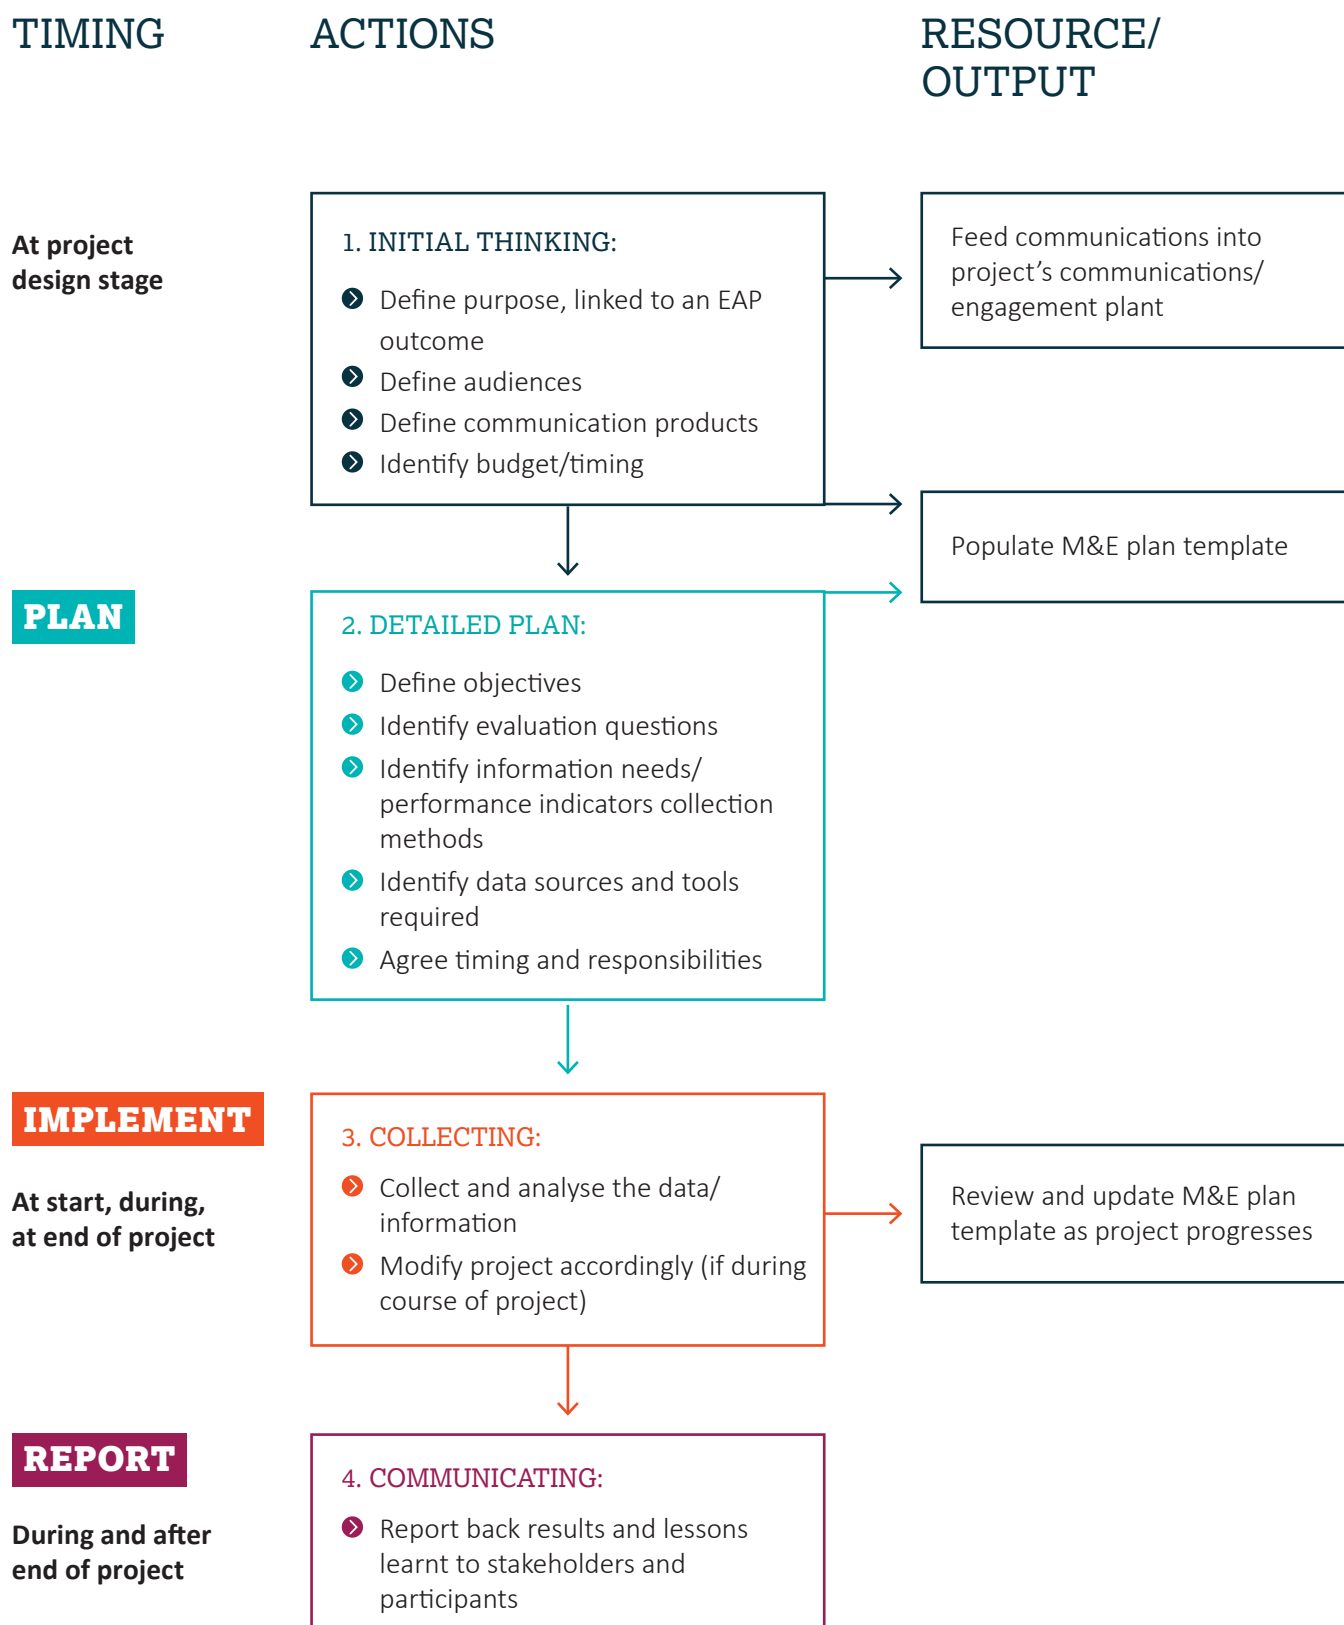 TIMING
ACTIONS
RESOURCE/
OUTPUT
At project
design stage
1. INITIAL THINKING:
Define purpose, linked to an EAP
outcome
Define audiences
Define communication products
Identify budget/timing
Feed communications into
project’s communications/
engagement plant
Populate M&E plan template
PLAN
2. DETAILED PLAN:
Define objectives
Identify evaluation questions
Identify information needs/
performance indicators collection
methods
Identify data sources and tools
required
Agree timing and responsibilities
IMPLEMENT
At start, during,
at end of project
3. COLLECTING:
Collect and analyse the data/
information
Modify project accordingly (if during
course of project)
Review and update M&E plan
template as project progresses
REPORT
During and after
end of project
4. COMMUNICATING:
Report back results and lessons
learnt to stakeholders and
participants